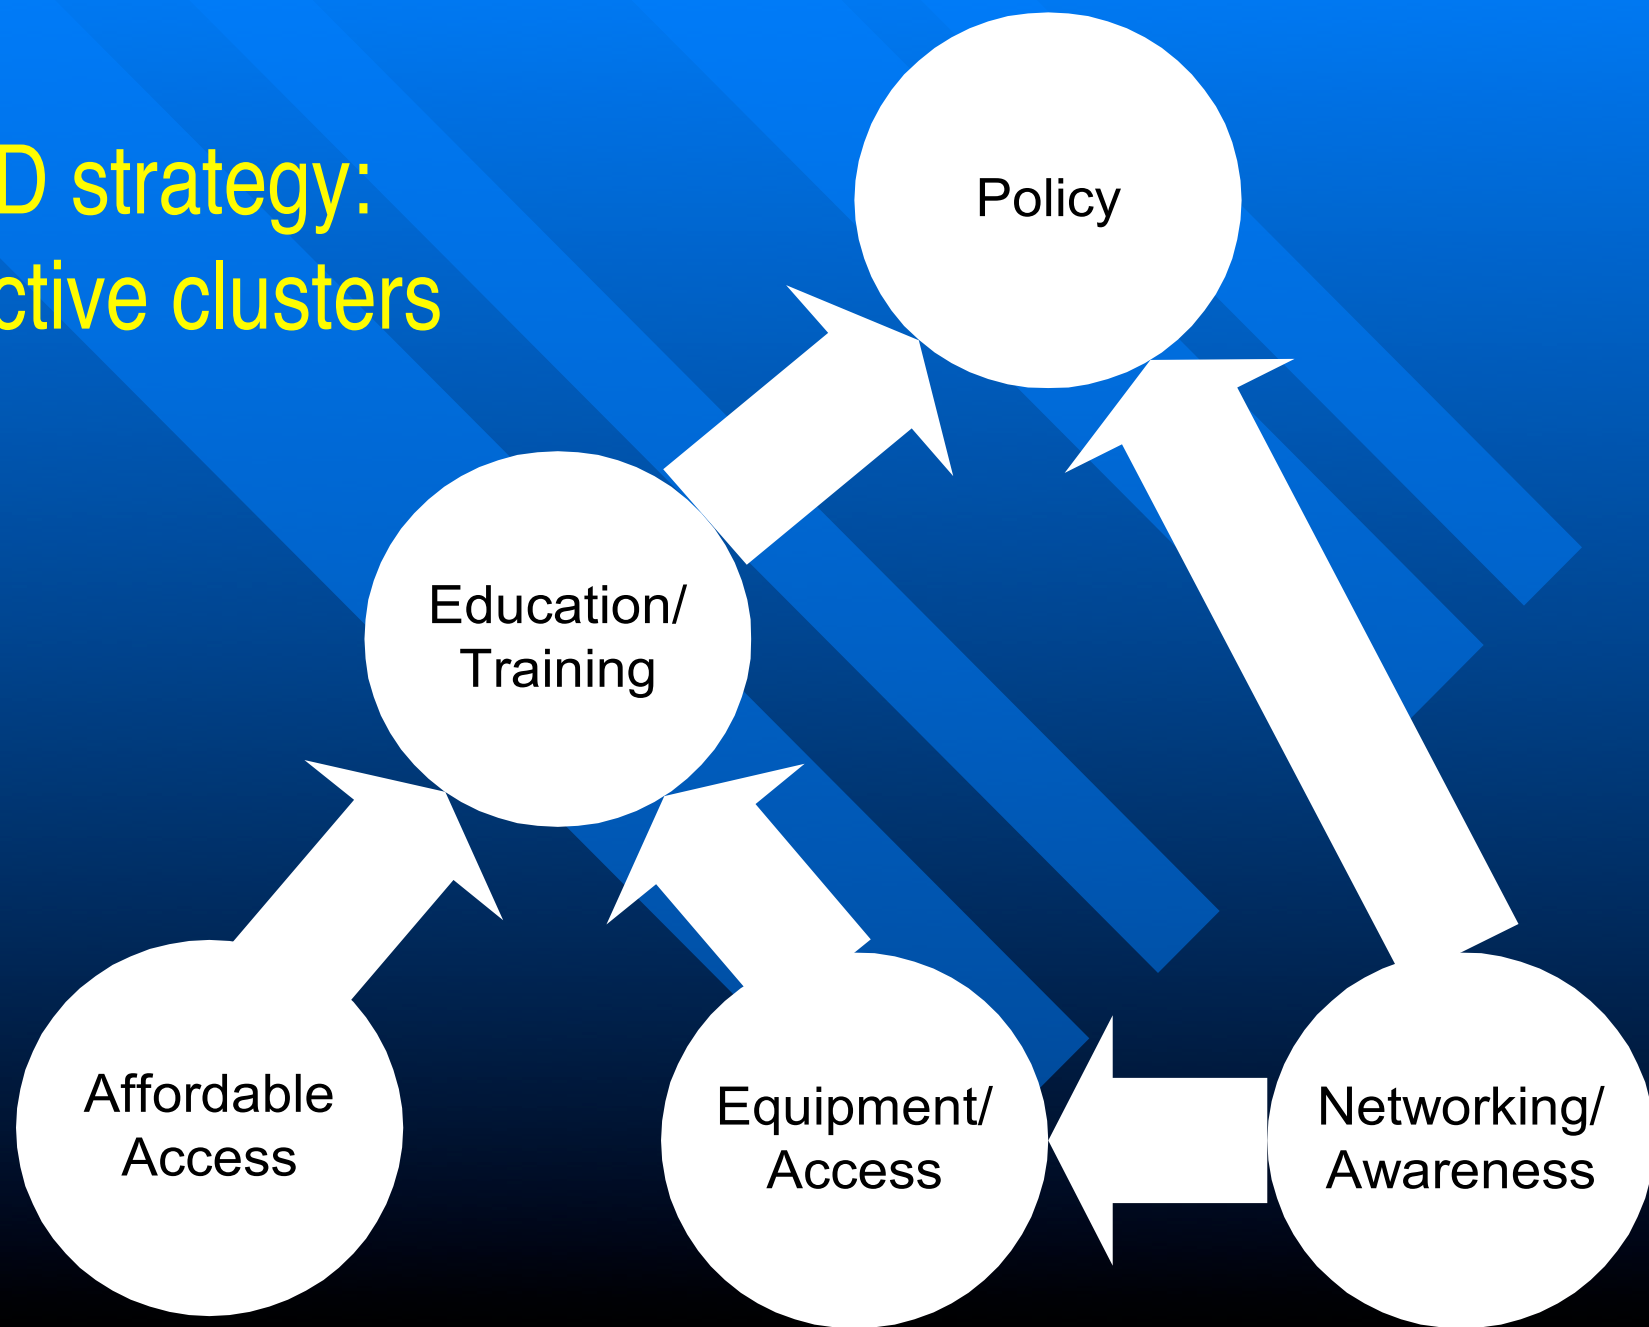 D strategy:
ctive clusters
Policy
Education/
Training
Affordable
Access
Equipment/
Access
Networking/
Awareness